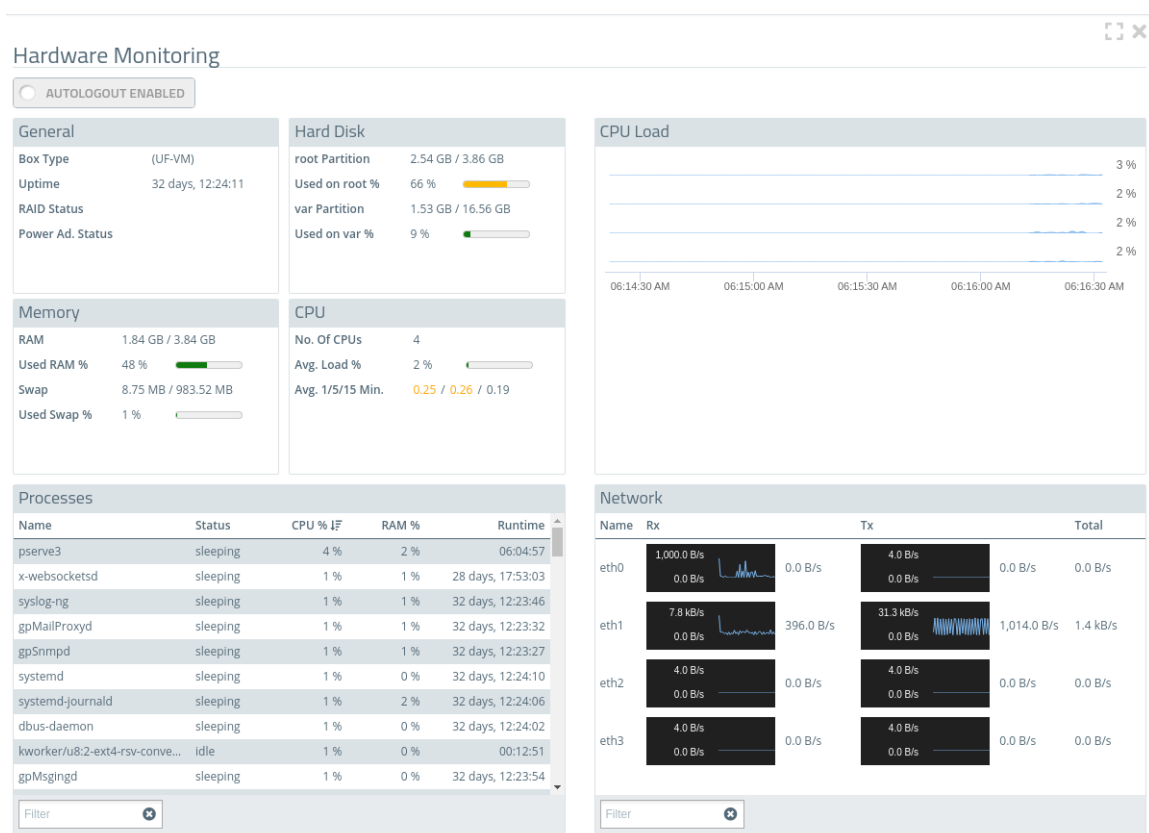 Hardware Monitoring
AUTOLOGOUT ENABLED
General
Box Type (UF-VM)
Uptime 32 days, 12:24:11
RAID Status
Power Ad. Status
Hard Disk
root Partition 2.54 GB / 3.86 GB
Used on root % 66 %
var Partition 1.53 GB / 16.56 GB
Used on var % 9 %
CPU Load
3 %
2 %
2 %
2 %
06:14:30 AM 06:15:00 AM 06:15:30 AM 06:16:00 AM 06:16:30 AM
Memory
RAM 1.84 GB / 3.84 GB
Used RAM % 48 %
Swap 8.75 MB / 983.52 MB
Used Swap % 1 %
CPU
No. Of CPUs 4
Avg. Load % 2 %
Avg. 1/5/15 Min. 0.25 / 0.26 / 0.19
Processes
Name Status CPU % RAM % Runtime
pserve3 sleeping 4 % 2 % 06:04:57
x-websocketsd sleeping 1 % 1 % 28 days, 17:53:03
syslog-ng sleeping 1 % 1 % 32 days, 12:23:46
gpMailProxyd sleeping 1 % 1 % 32 days, 12:23:32
gpSnmpd sleeping 1 % 1 % 32 days, 12:23:27
systemd sleeping 1 % 0 % 32 days, 12:24:10
systemd-journald sleeping 1 % 2 % 32 days, 12:24:06
dbus-daemon sleeping 1 % 0 % 32 days, 12:24:02
kworker/u8:2-ext4-rsv-conve... idle 1 % 0 % 00:12:51
gpMsgingd sleeping 1 % 0 % 32 days, 12:23:54
Filter
Network
Name Rx Tx Total
1,000.0 B/s 4.0 B/s
eth0 0.0 B/s 0.0 B/s 0.0 B/s
0.0 B/s 0.0 B/s
7.8 kB/s 31.3 kB/s
eth1 396.0 B/s 1,014.0 B/s 1.4 kB/s
0.0 B/s 0.0 B/s
4.0 B/s 4.0 B/s
eth2 0.0 B/s 0.0 B/s 0.0 B/s
0.0 B/s 0.0 B/s
4.0 B/s 4.0 B/s
eth3 0.0 B/s 0.0 B/s 0.0 B/s
0.0 B/s 0.0 B/s
Filter